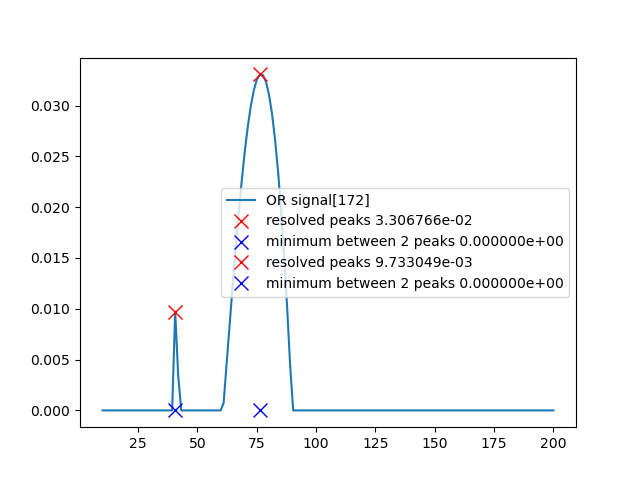 0.030
0.025
0.020
0.015
0.010
0.005
0.000
OR signal[172]
resolved peaks 3.306766e-02
minimum between 2 peaks 0.000000e+00
resolved peaks 9.733049e-03
minimum between 2 peaks 0.000000e+00
25 50 75 100 125 150 175 200